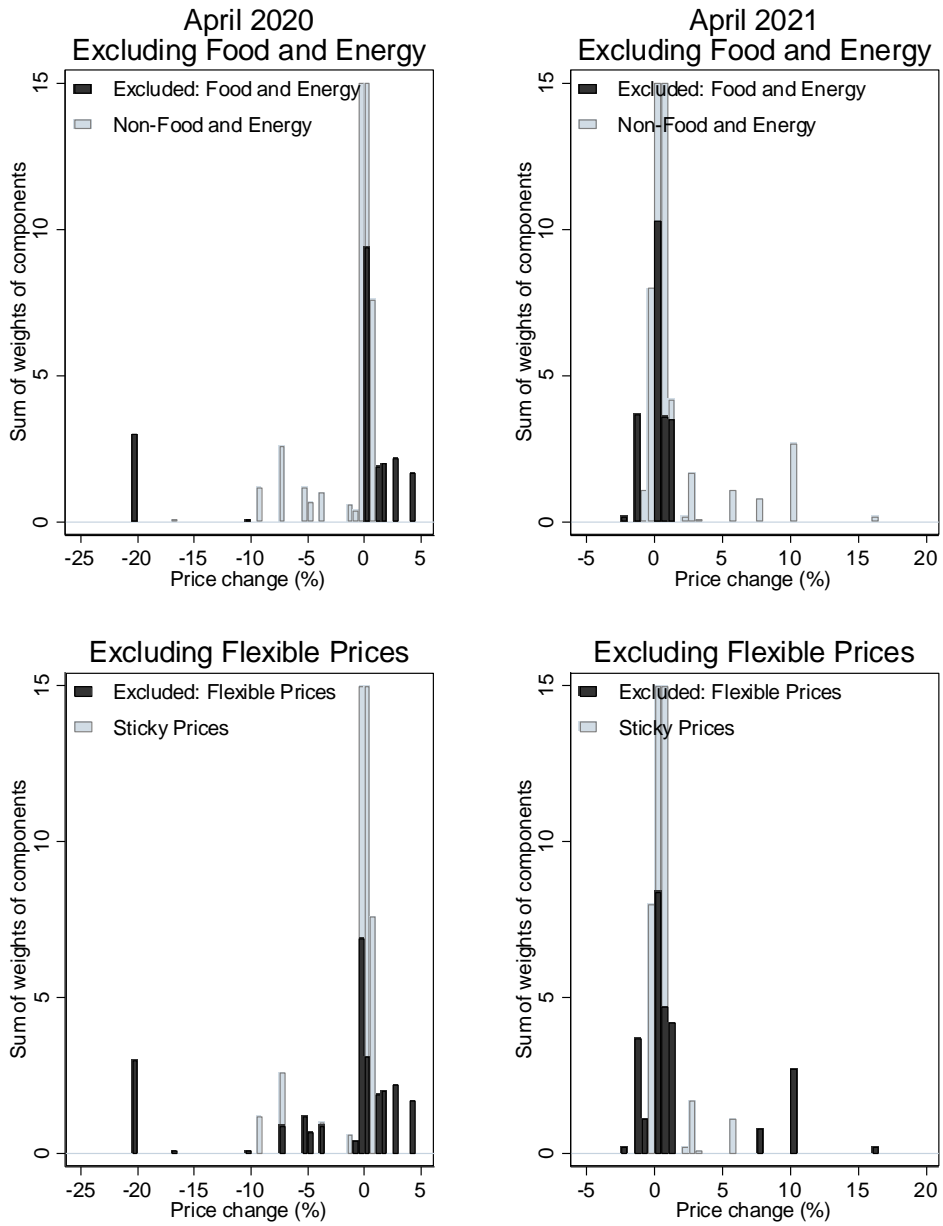 April 2020
Excluding Food and Energy
Sum of weights of components
15
10
5
0
Excluded: Food and Energy
Non-Food and Energy
-25 -20 -15 -10 -5 0 5
Price change (%)
April 2021
Excluding Food and Energy
Sum of weights of components
15
10
5
0
Excluded: Food and Energy
Non-Food and Energy
-5 0 5 10 15 20
Price change (%)
Excluding Flexible Prices
Sum of weights of components
15
10
5
0
Excluded: Flexible Prices
Sticky Prices
-25 -20 -15 -10 -5 0 5
Price change (%)
Excluding Flexible Prices
Sum of weights of components
15
10
5
0
Excluded: Flexible Prices
Sticky Prices
-5 0 5 10 15 20
Price change (%)